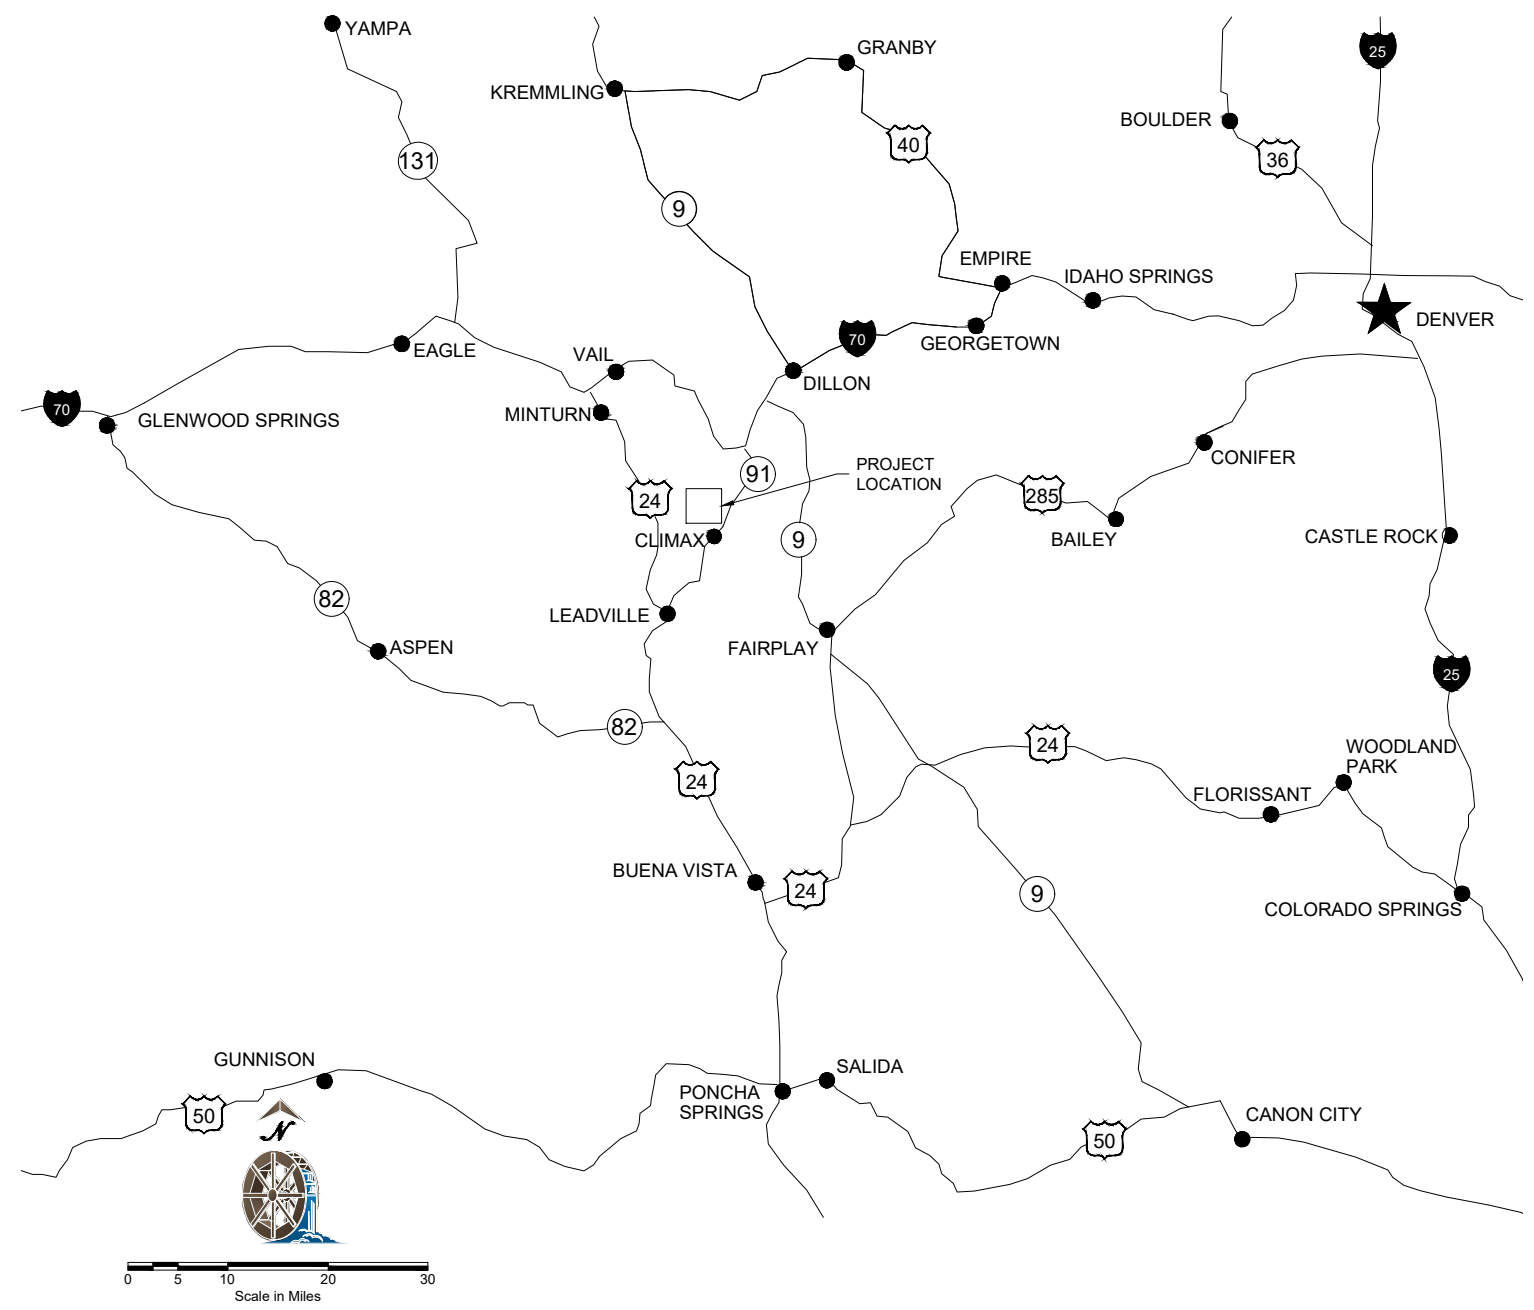 YAMPA
GRANBY
25
KREMMLING
BOULDER
40
36
131
9
EMPIRE
IDAHO SPRINGS
DENVER
70
GEORGETOWN
EAGLE
VAIL
DILLON
70
MINTURN
GLENWOOD SPRINGS
CONIFER
91
PROJECT
LOCATION
24
285
CLIMAX
9
BAILEY
CASTLE ROCK
82
LEADVILLE
FAIRPLAY
ASPEN
25
82
24
WOODLAND
PARK
24
FLORISSANT
BUENA VISTA
24
9
COLORADO SPRINGS
GUNNISON
SALIDA
PONCHA
SPRINGS
50
CANON CITY
N
50
0 5 10 20 30
Scale in Miles